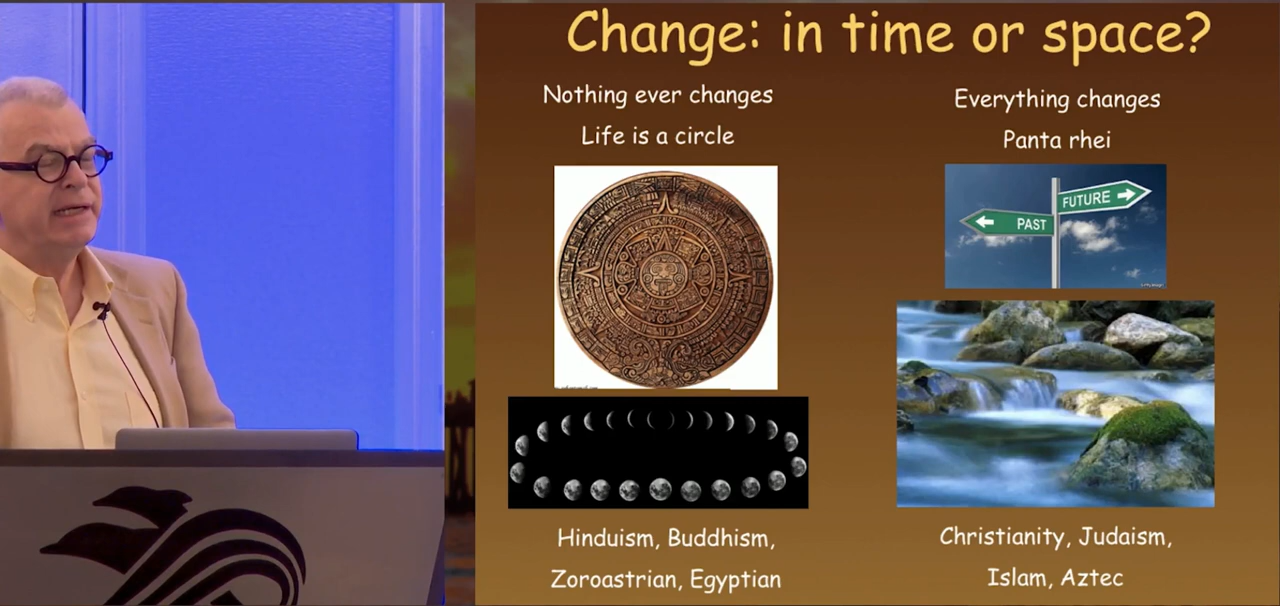 Change: in time or space?
Nothing ever changes
Life is a circle
Everything changes
Panta rhei
PAST
FUTURE
Hinduism, Buddhism,
Zoroastrian, Egyptian
Christianity, Judaism,
Islam, Aztec